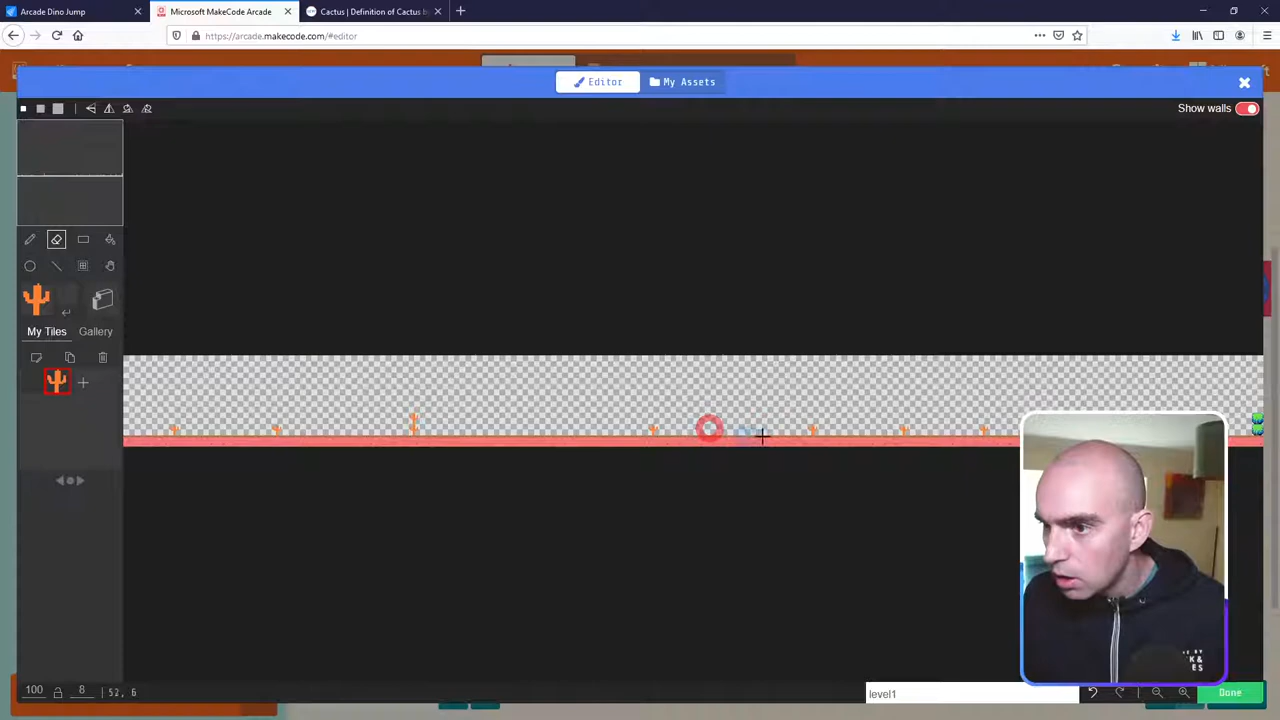 Arcade Dino Jump
Microsoft MakeCode Arcade
Cactus | Definition of Cactus b
https://arcade.makecode.com/#editor
Editor
My Assets
Show walls
My Tiles
Gallery
100
8
52, 6
level1
Done